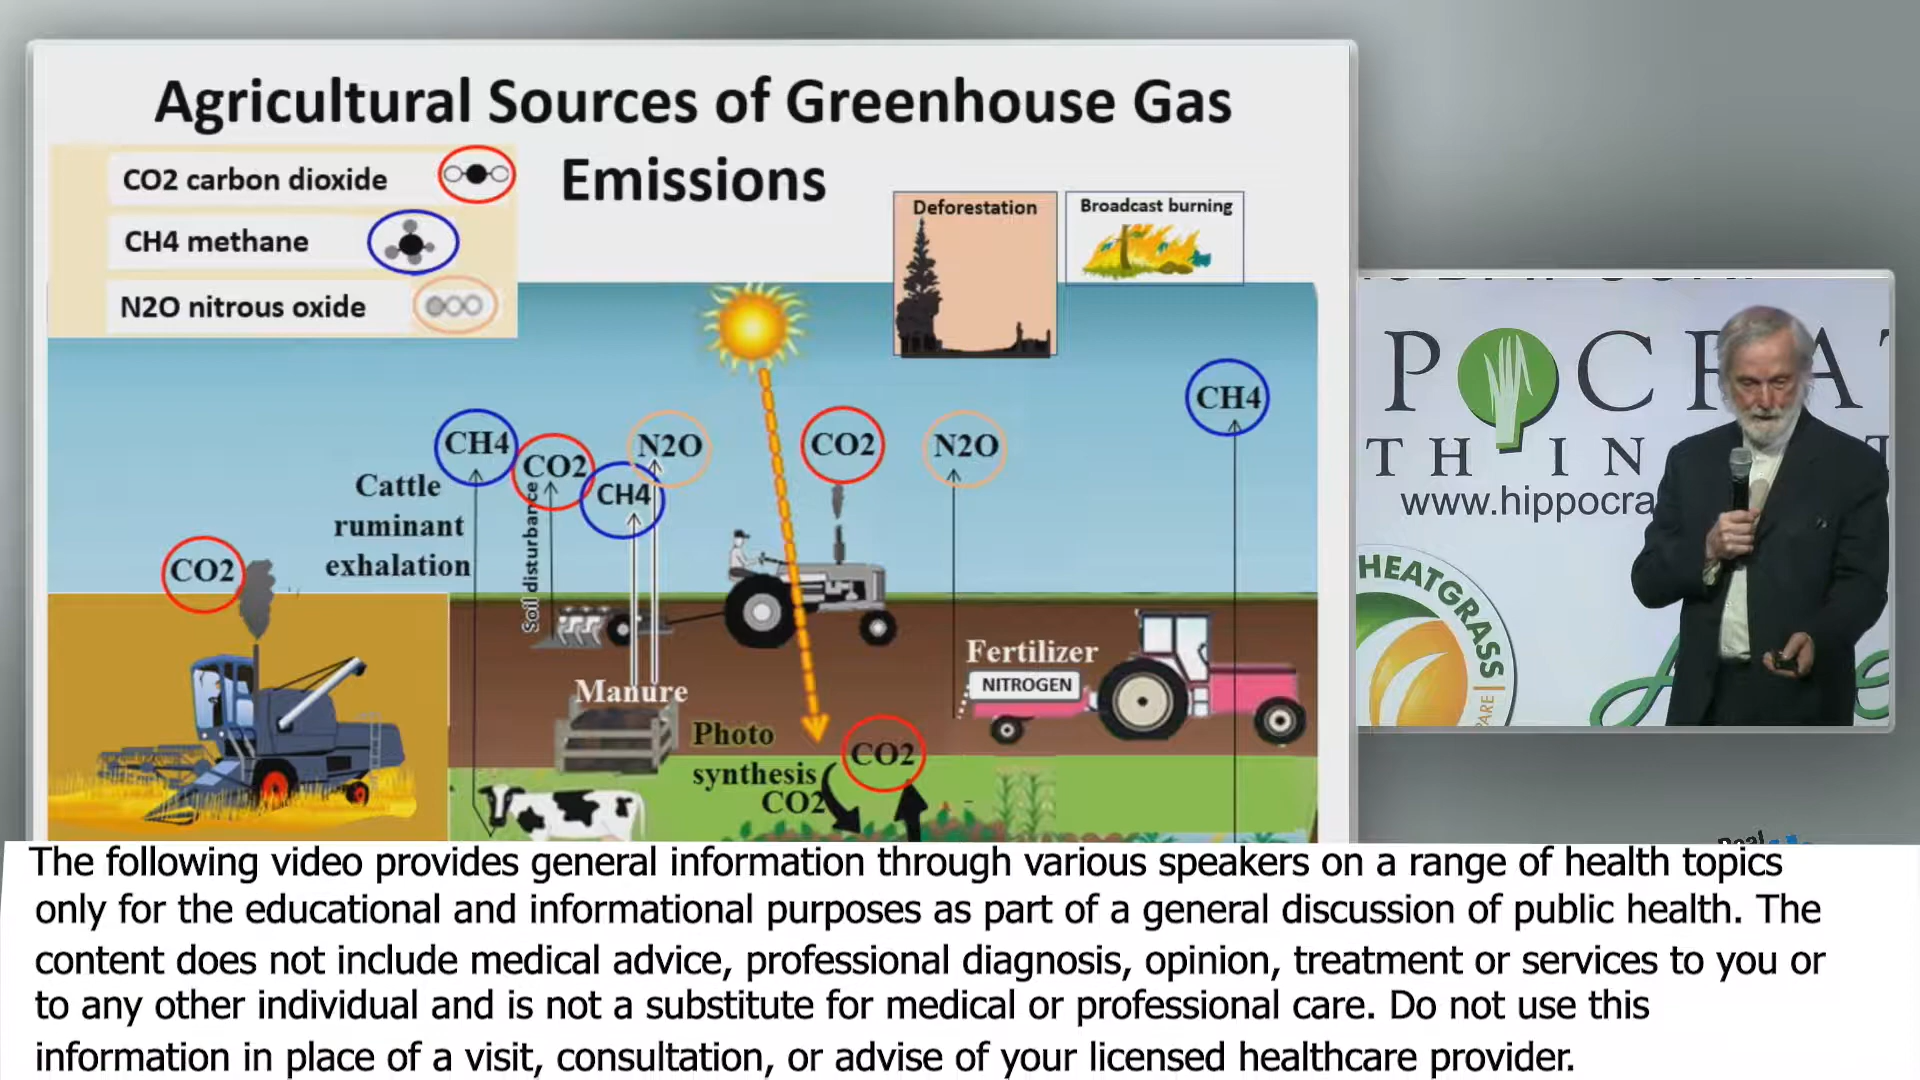 Agricultural Sources of Greenhouse Gas
Emissions
CO2 carbon dioxide
CH4 methane
N2O nitrous oxide
Deforestation
Broadcast burning
CH4
CH4
CO2
CH4
N2O
CO2
N2O
Cattle
ruminant
exhalation
Soil disturbance
CO2
Manure
Fertilizer
NITROGEN
Photo
synthesis
CO2
CO2
P CRA
TH IN T
www.hippocra
HEATGRASS
The following video provides general information through various speakers on a range of health topics
only for the educational and informational purposes as part of a general discussion of public health. The
content does not include medical advice, professional diagnosis, opinion, treatment or services to you or
to any other individual and is not a substitute for medical or professional care. Do not use this
information in place of a visit, consultation, or advise of your licensed healthcare provider.